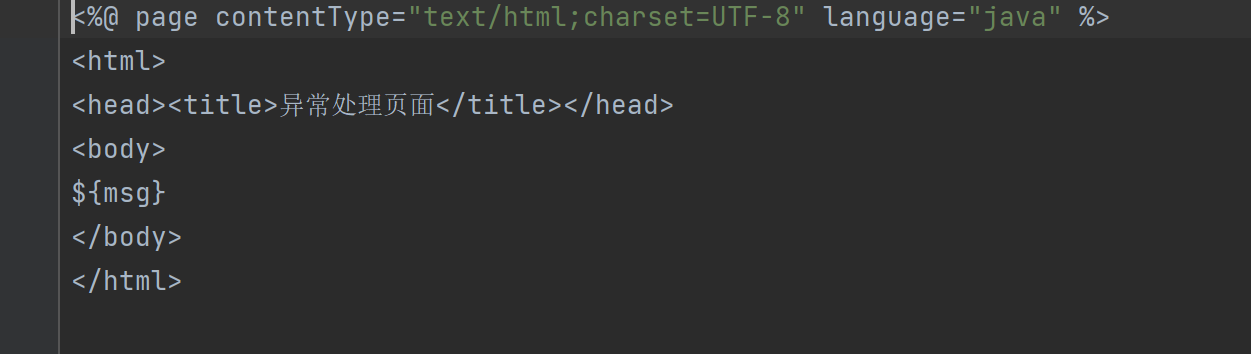 <%@ page contentType="text/html;charset=UTF-8" language="java" %>
<html>
<head><title>异常处理页面</title></head>
<body>
${msg}
</body>
</html>